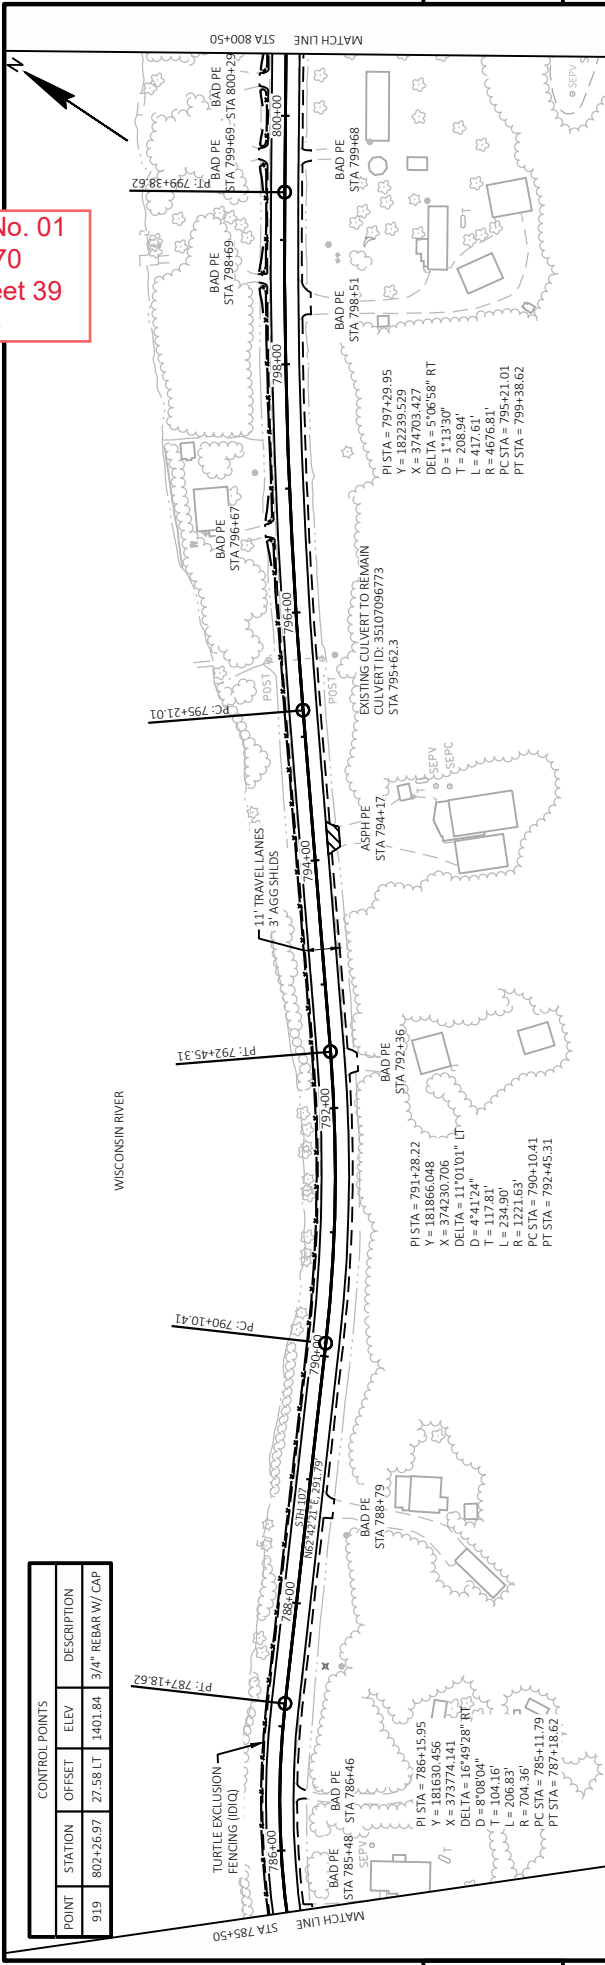 No. 01
70
eet 39
N
MATCH LINE STA 800+50
BAD PE
STA 800+29
800+00
BAD PE
STA 799+69
BAD PE
STA 799+68
PT: 799+38.62
BAD PE
STA 798+69
BAD PE
STA 798+51
798+00
PI STA = 797+29.95
Y = 182239.529
X = 374703.427
DELTA = 5°06'58" RT
D = 1°13'30"
T = 208.94'
L = 417.61'
R = 4676.81'
PC STA = 795+21.01
PT STA = 799+38.62
SEPV
T
BAD PE
STA 796+67
796+00
EXISTING CULVERT TO REMAIN
CULVERT ID: 35107096773
STA 795+62.3
POST
POST
PC: 795+21.01
ASPH PE
STA 794+17
T
SEPV
SEPC
794+00
11' TRAVEL LANES
3' AGG SHLDS
PT: 792+45.31
BAD PE
STA 792+36
792+00
WISCONSIN RIVER
PI STA = 791+28.22
Y = 181866.048
X = 374230.706
DELTA = 11°01'01" LT
D = 4°41'24"
T = 117.81'
L = 234.90'
R = 1221.63'
PC STA = 790+10.41
PT STA = 792+45.31
PC: 790+10.41
790+00
STH 107
N62°42'21"E, 291.79'
BAD PE
STA 788+79
788+00
PT: 787+18.62
TURTLE EXCLUSION
FENCING (IDIQ)
BAD PE
STA 786+46
786+00
BAD PE
STA 785+48
SEPV
T
PI STA = 786+15.95
Y = 181630.456
X = 373774.141
DELTA = 16°49'28" RT
D = 8°08'04"
T = 104.16'
L = 206.83'
R = 704.36'
PC STA = 785+11.79
PT STA = 787+18.62
MATCH LINE STA 785+50
CONTROL POINTS
POINT STATION OFFSET ELEV DESCRIPTION
919 802+26.97 27.58 LT 1401.84 3/4" REBAR W/ CAP